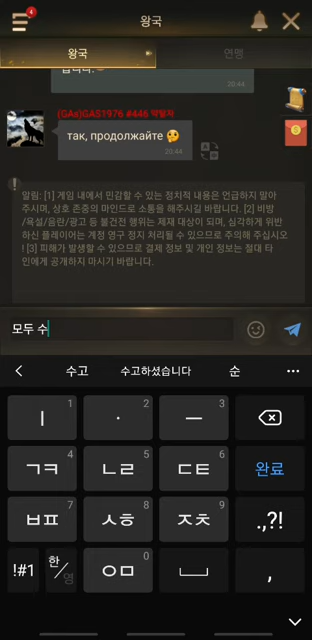 4
왕국
왕국
연맹
20:44
(GAs)GAS1976 #446 약탈자
так, продолжайте 🤔
20:44
알림: [1] 게임 내에서 민감할 수 있는 정치적 내용은 언급하지 말아
주시며, 상호 존중의 마인드로 소통을 해주시길 바랍니다. [2] 비방
/욕설/음란/광고 등 불건전 행위는 제재 대상이 되며, 심각하게 위반
하신 플레이어는 계정 영구 정지 처리될 수 있으므로 주의해 주십시오
! [3] 피해가 발생할 수 있으므로 결제 정보 및 개인 정보는 절대 타
인에게 공개하지 마시기 바랍니다.
모두 수
수고 수고하셨습니다 순
ㅣ 1 · 2 ㅡ 3
ㄱㅋ 4 ㄴㄹ 5 ㄷㅌ 6 완료
ㅂㅍ 7 ㅅㅎ 8 ㅈㅊ 9 .,?!
!#1 한/영 ㅇㅁ 0 ,